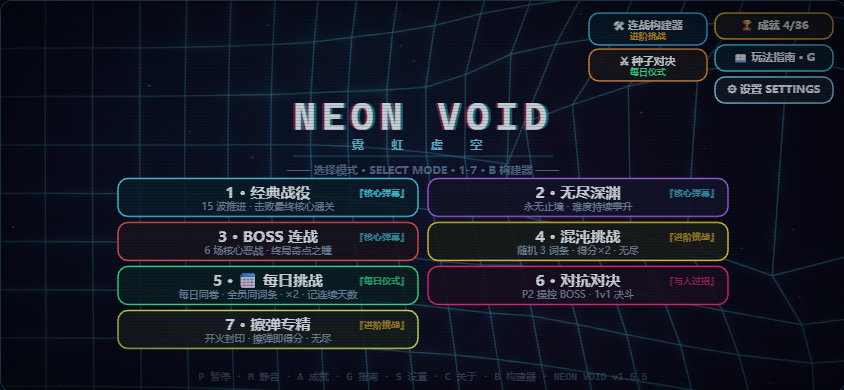 🛠 连战构建器
进阶挑战
🏆 成就 4/36
⚔ 种子对决
每日仪式
📖 玩法指南 · G
⚙ 设置 SETTINGS
NEON VOID
霓 虹 虚 空
—— 选择模式 · SELECT MODE · 1-7 · B 构建器 ——
1 · 经典战役 『核心弹幕』
15 波推进 · 击败最终核心通关
2 · 无尽深渊 『核心弹幕』
永无止境 · 难度持续攀升
3 · BOSS 连战 『核心弹幕』
6 场核心恶战 · 终局奇点之瞳
4 · 混沌挑战 『进阶挑战』
随机 3 词条 · 得分×2 · 无尽
5 · 📅 每日挑战 『每日仪式』
每日同卷 · 全员同词条 · ×2 · 记连续天数
6 · 对抗对决 『与人过招』
P2 操控 BOSS · 1v1 决斗
7 · 擦弹专精 『进阶挑战』
开火封印 · 擦弹即得分 · 无尽
P 暂停 · M 静音 · A 成就 · G 指南 · S 设置 · C 关于 · B 构建器 · NEON VOID v1.5.5